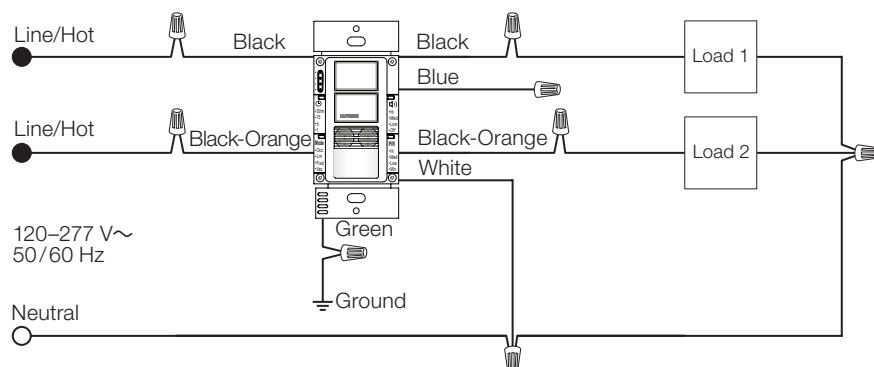 Line/Hot
Black
Black
Load 1
Blue
Line/Hot
Black-Orange
Black-Orange
Load 2
White
120–277 V~
50/60 Hz
Green
Ground
Neutral